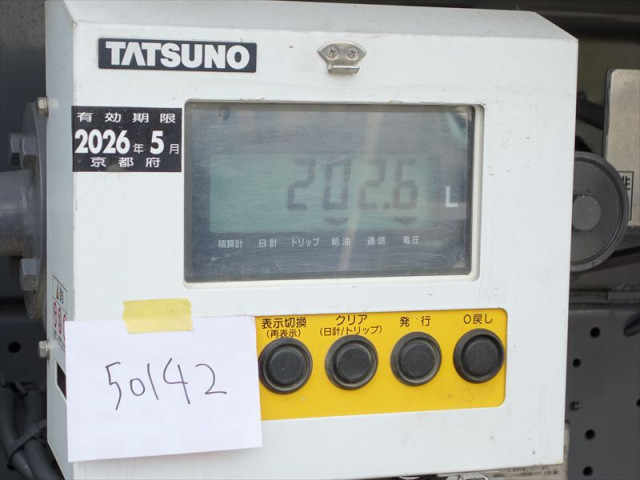 TATSUNO
有効期限
2026年5月
京都府
202.6 L
積算計 日計 トリップ 給油 通信 電圧
表示切換 クリア 発行 0戻し
(再表示) (日計/トリップ)
50142